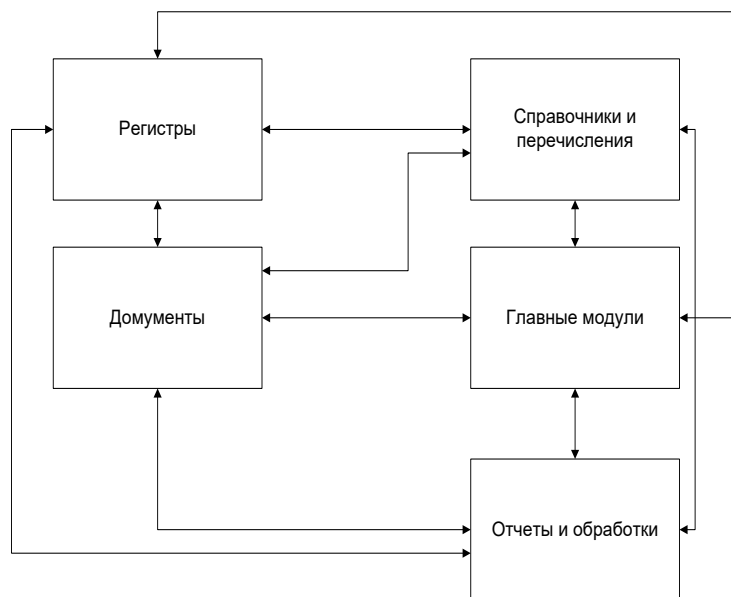 Регистры
Справочники и
перечисления
Домументы
Главные модули
Отчеты и обработки